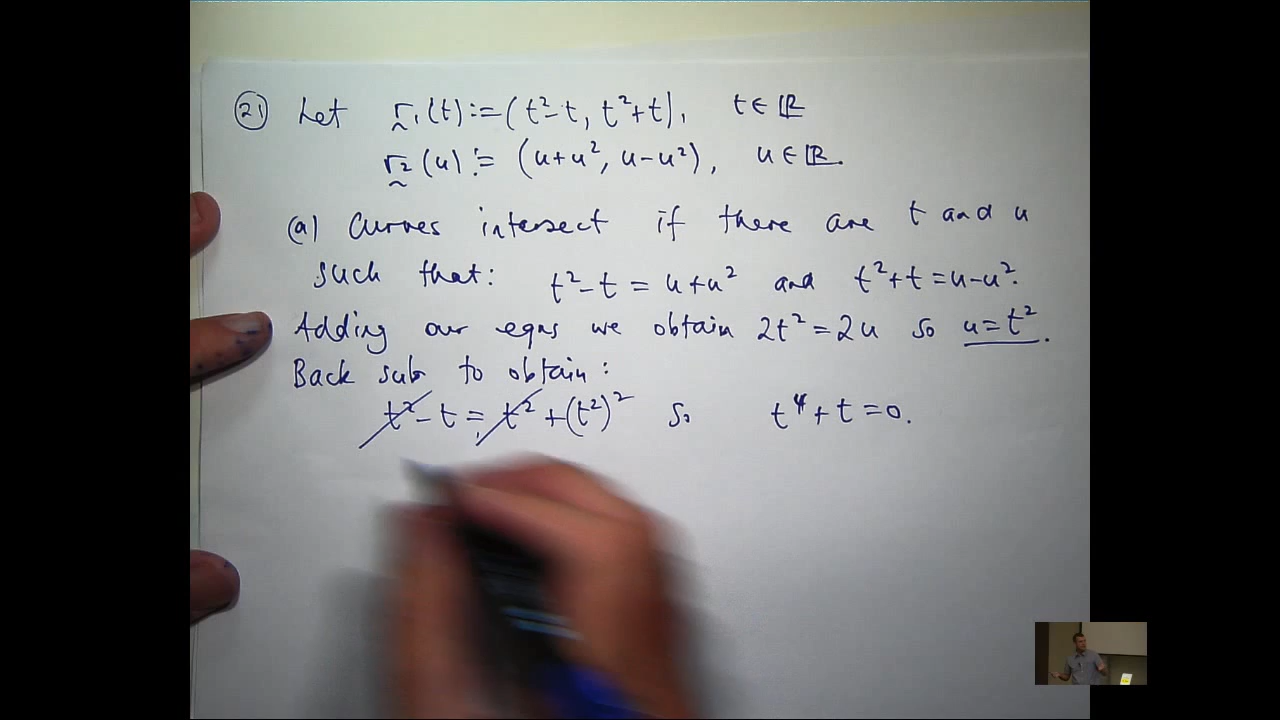 (21) Let r₁(t):=(t²-t, t²+t), t∈ℝ
r₂(u):=(u+u², u-u²), u∈ℝ.
(a) Curves intersect if there are t and u
such that: t²-t = u+u² and t²+t=u-u².
Adding our eqns we obtain 2t²=2u so u=t².
Back sub to obtain:
t²-t = t²+(t²)² So t⁴+t=0.